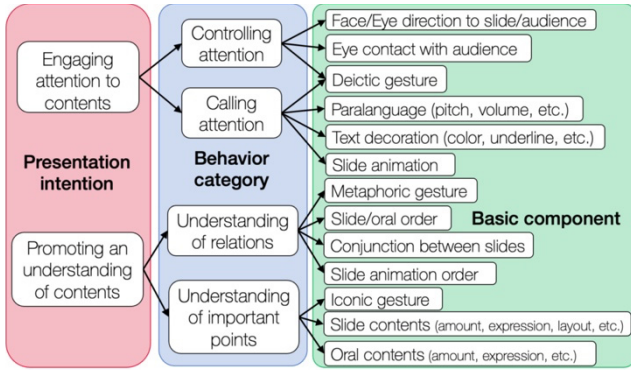 Engaging
attention to
contents
Presentation
intention
Promoting an
understanding
of contents
Controlling
attention
Calling
attention
Behavior
category
Understanding
of relations
Understanding
of important
points
Face/Eye direction to slide/audience
Eye contact with audience
Deictic gesture
Paralanguage (pitch, volume, etc.)
Text decoration (color, underline, etc.)
Slide animation
Metaphoric gesture
Slide/oral order
Basic component
Conjunction between slides
Slide animation order
Iconic gesture
Slide contents (amount, expression, layout, etc.)
Oral contents (amount, expression, etc.)